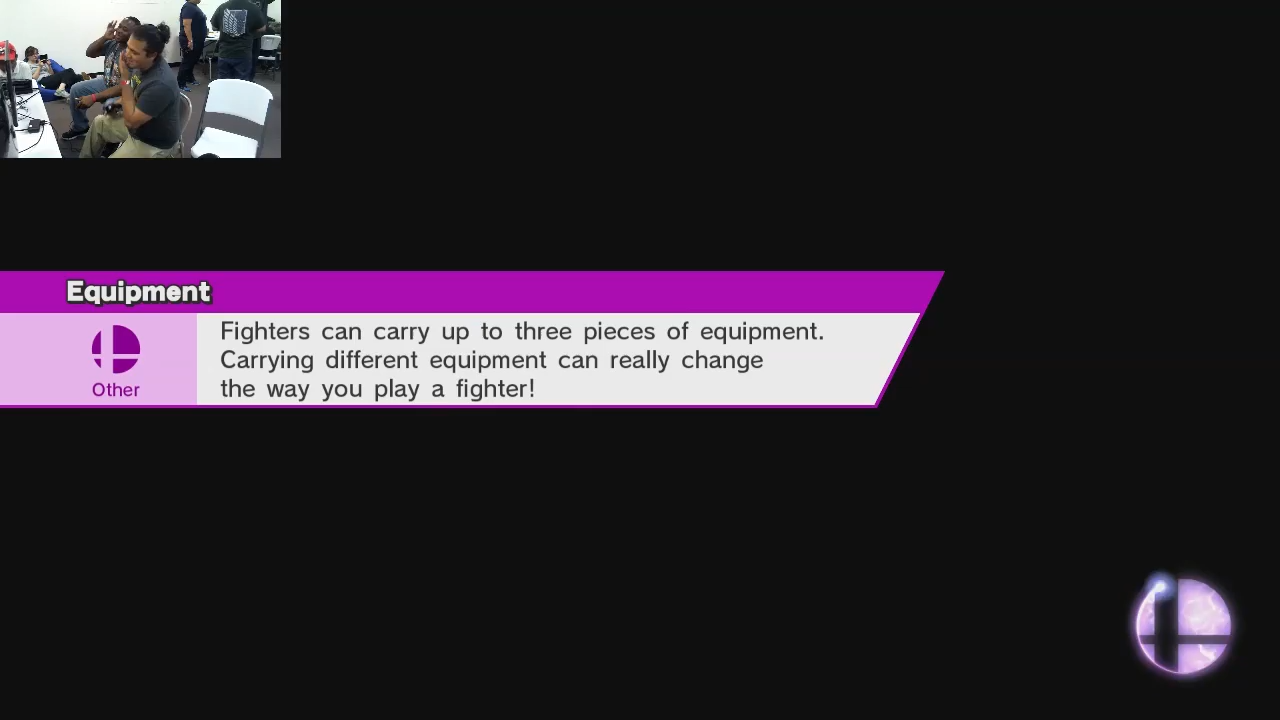 Equipment
Fighters can carry up to three pieces of equipment.
Carrying different equipment can really change
the way you play a fighter!
Other